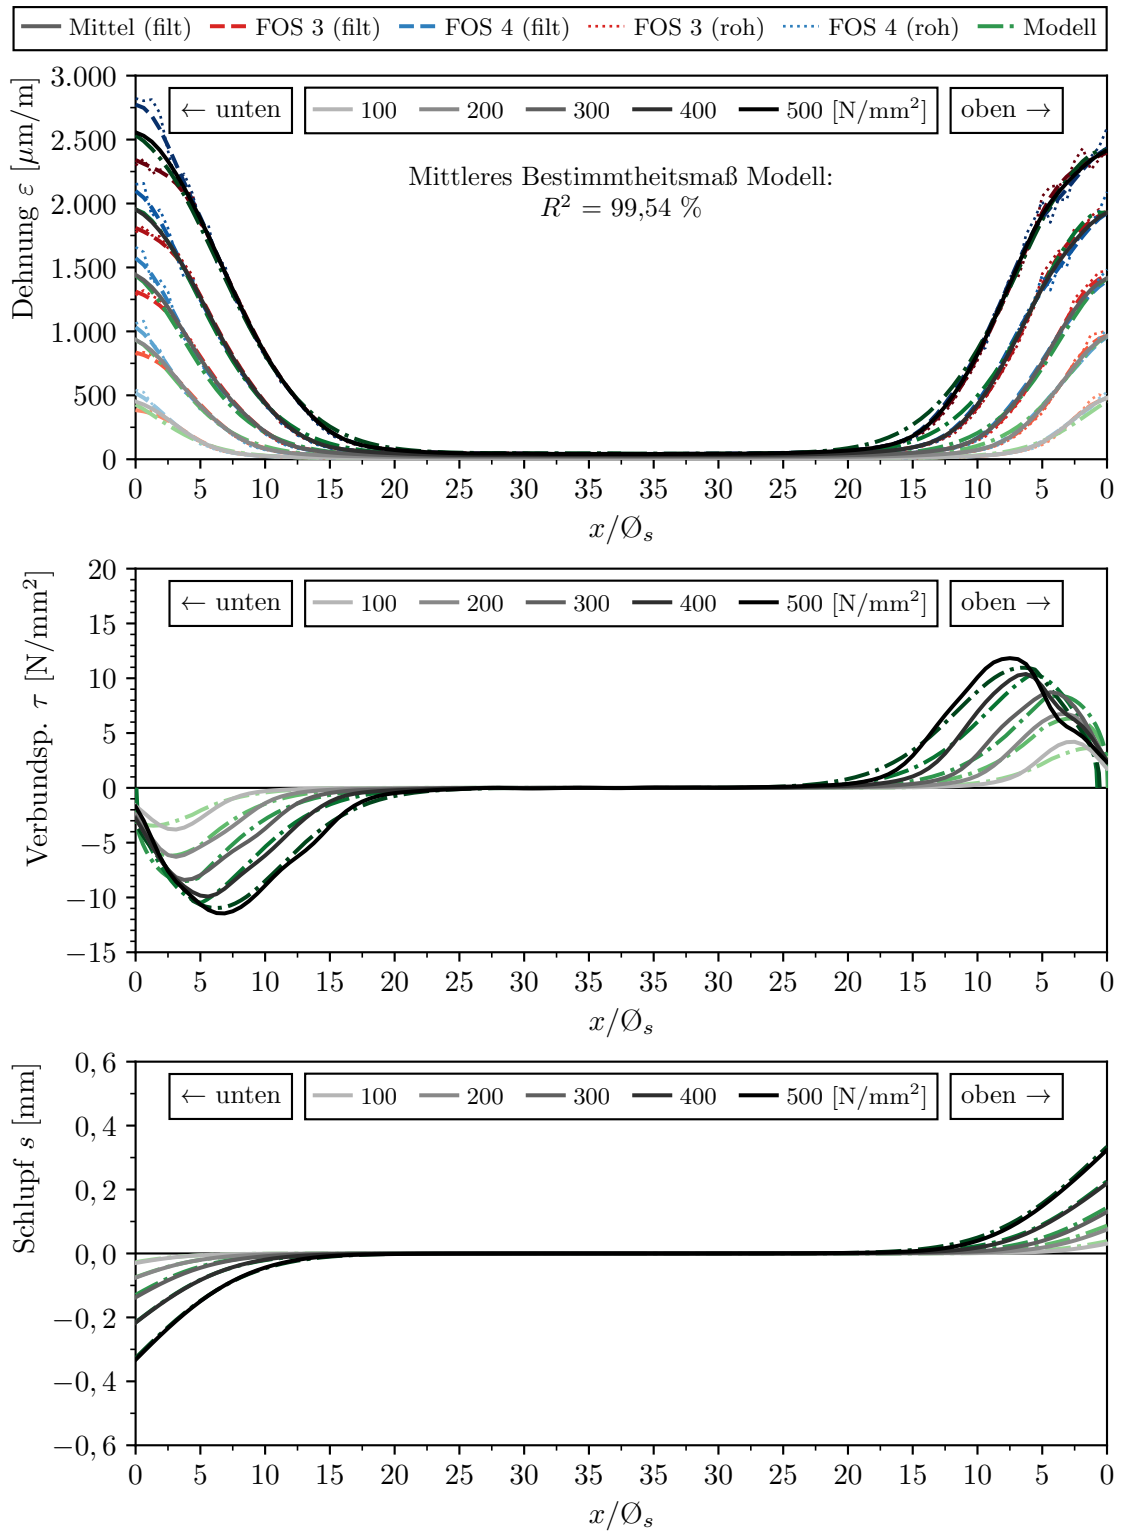 Mittel (filt) FOS 3 (filt) FOS 4 (filt) FOS 3 (roh) FOS 4 (roh) Modell
Dehnung ε [μm/m]
3.000
2.500
2.000
1.500
1.000
500
0
← unten
100 200 300 400 500 [N/mm²]
oben →
Mittleres Bestimmtheitsmaß Modell:
R² = 99,54 %
0 5 10 15 20 25 30 35 35 30 25 20 15 10 5 0
x/Ø_s
Verbundsp. τ [N/mm²]
20
15
10
5
0
−5
−10
−15
← unten
100 200 300 400 500 [N/mm²]
oben →
0 5 10 15 20 25 30 35 35 30 25 20 15 10 5 0
x/Ø_s
Schlupf s [mm]
0,6
0,4
0,2
0,0
−0,2
−0,4
−0,6
← unten
100 200 300 400 500 [N/mm²]
oben →
0 5 10 15 20 25 30 35 35 30 25 20 15 10 5 0
x/Ø_s